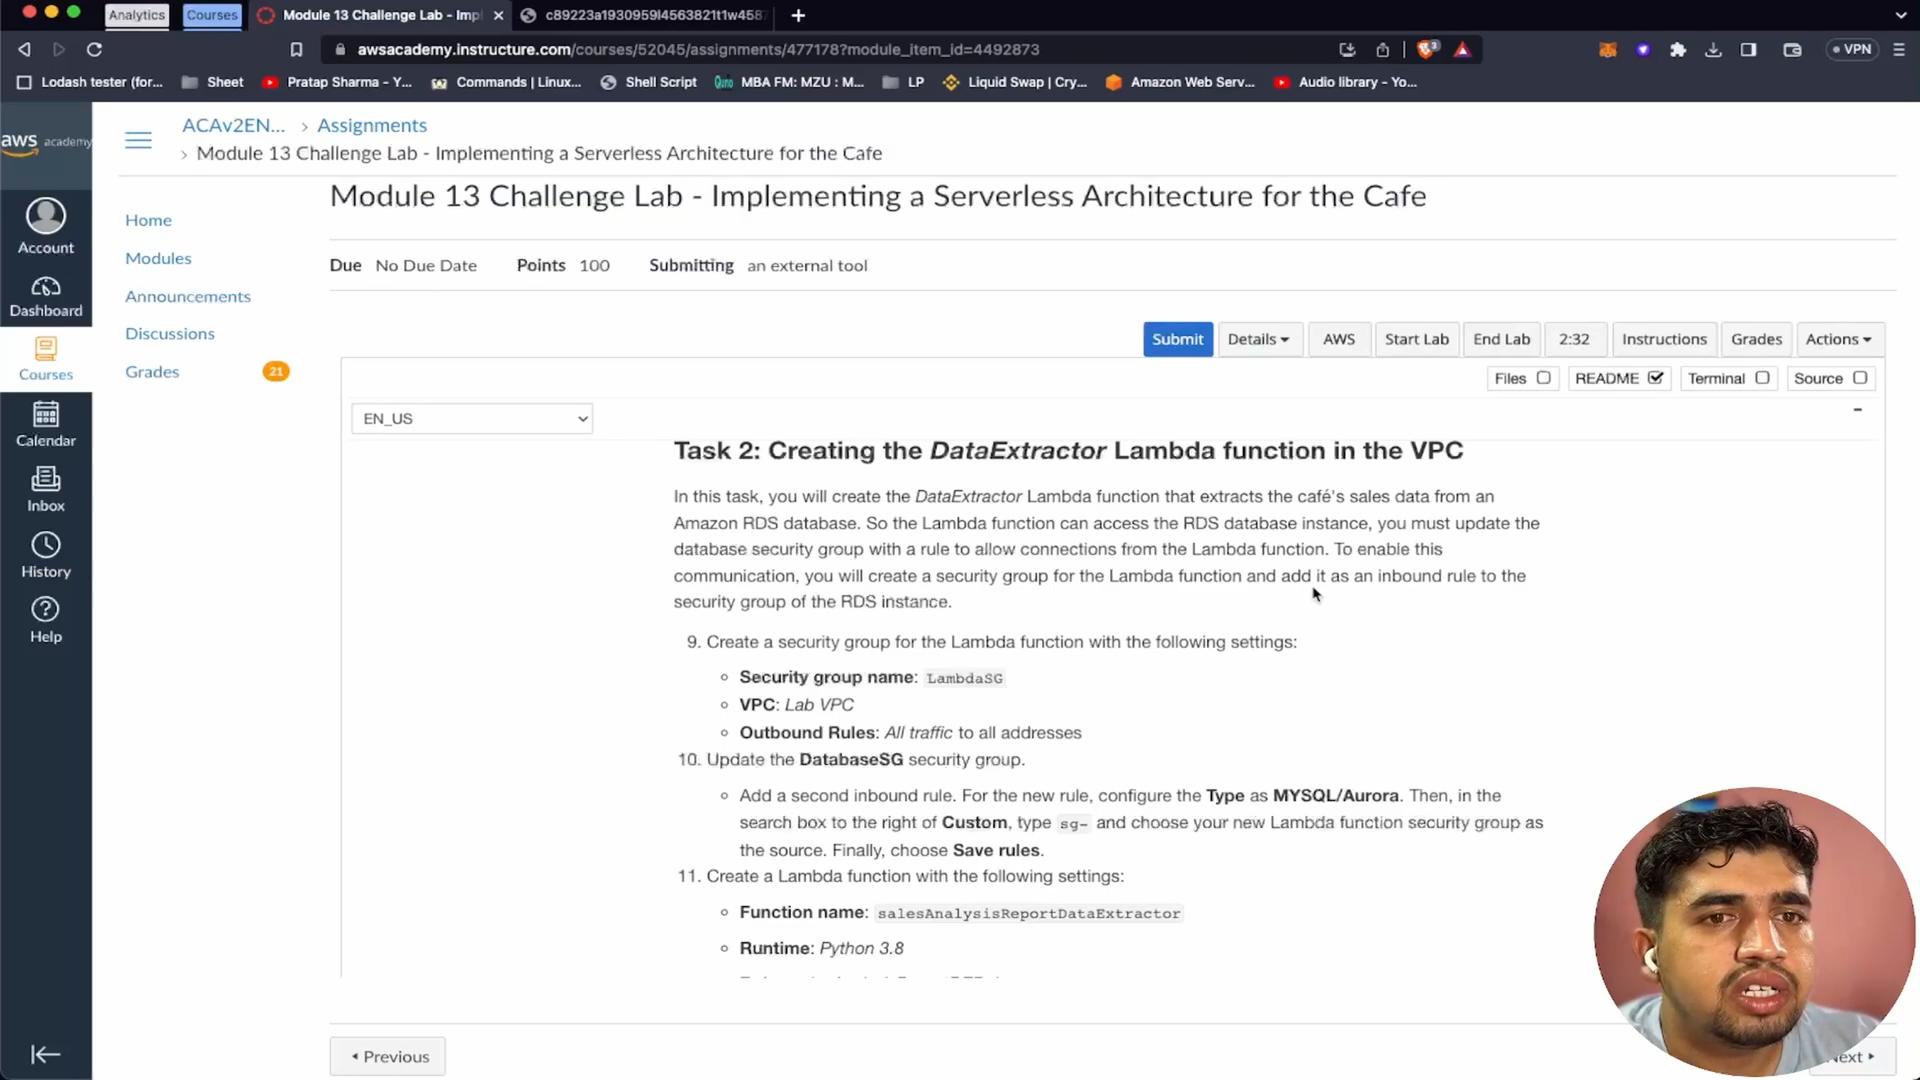 Analytics
Courses
Module 13 Challenge Lab - Imp
c89223a1930959l4563821t1w458
awsacademy.instructure.com/courses/52045/assignments/477178?module_item_id=4492873
3
VPN
Lodash tester (for...
Sheet
Pratap Sharma - Y...
Commands | Linux...
Shell Script
MBA FM: MZU : M...
LP
Liquid Swap | Cry...
Amazon Web Serv...
Audio library - Yo...
aws academy
ACAv2EN... › Assignments
› Module 13 Challenge Lab - Implementing a Serverless Architecture for the Cafe
Account
Dashboard
Courses
Calendar
Inbox
History
Help
Home
Modules
Announcements
Discussions
Grades 21
Module 13 Challenge Lab - Implementing a Serverless Architecture for the Cafe
Due No Due Date Points 100 Submitting an external tool
Submit Details AWS Start Lab End Lab 2:32 Instructions Grades Actions
Files README Terminal Source
EN_US
Task 2: Creating the DataExtractor Lambda function in the VPC
In this task, you will create the DataExtractor Lambda function that extracts the café's sales data from an
Amazon RDS database. So the Lambda function can access the RDS database instance, you must update the
database security group with a rule to allow connections from the Lambda function. To enable this
communication, you will create a security group for the Lambda function and add it as an inbound rule to the
security group of the RDS instance.
9. Create a security group for the Lambda function with the following settings:
Security group name: LambdaSG
VPC: Lab VPC
Outbound Rules: All traffic to all addresses
10. Update the DatabaseSG security group.
Add a second inbound rule. For the new rule, configure the Type as MYSQL/Aurora. Then, in the
search box to the right of Custom, type sg- and choose your new Lambda function security group as
the source. Finally, choose Save rules.
11. Create a Lambda function with the following settings:
Function name: salesAnalysisReportDataExtractor
Runtime: Python 3.8
Previous
Next